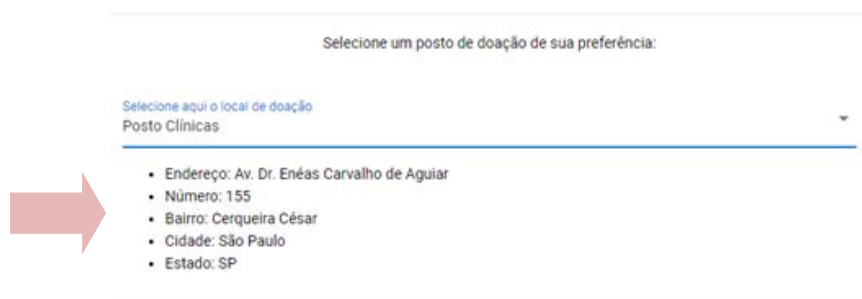 Selecione um posto de doação de sua preferência:
Selecione aqui o local de doação
Posto Clínicas
• Endereço: Av. Dr. Enéas Carvalho de Aguiar
• Número: 155
• Bairro: Cerqueira César
• Cidade: São Paulo
• Estado: SP